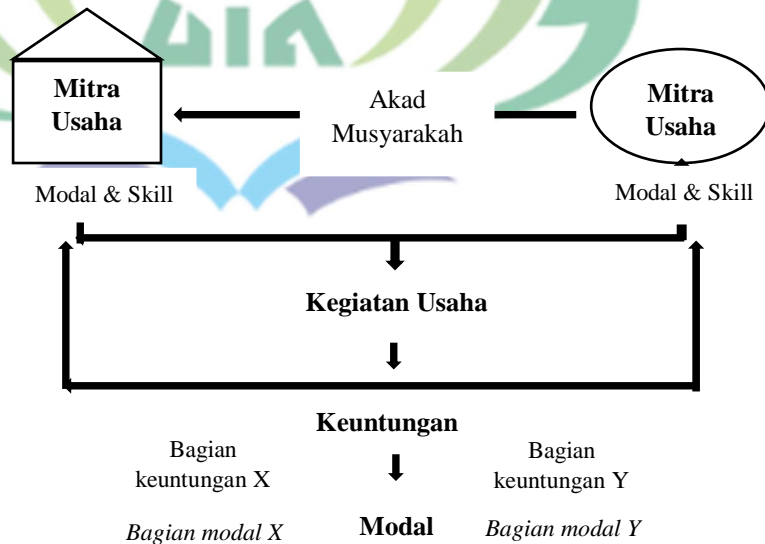 Mitra
Usaha
Akad
Musyarakah
Mitra
Usaha
Modal & Skill
Modal & Skill
Kegiatan Usaha
Keuntungan
Bagian
keuntungan X
Bagian
keuntungan Y
Bagian modal X
Modal
Bagian modal Y